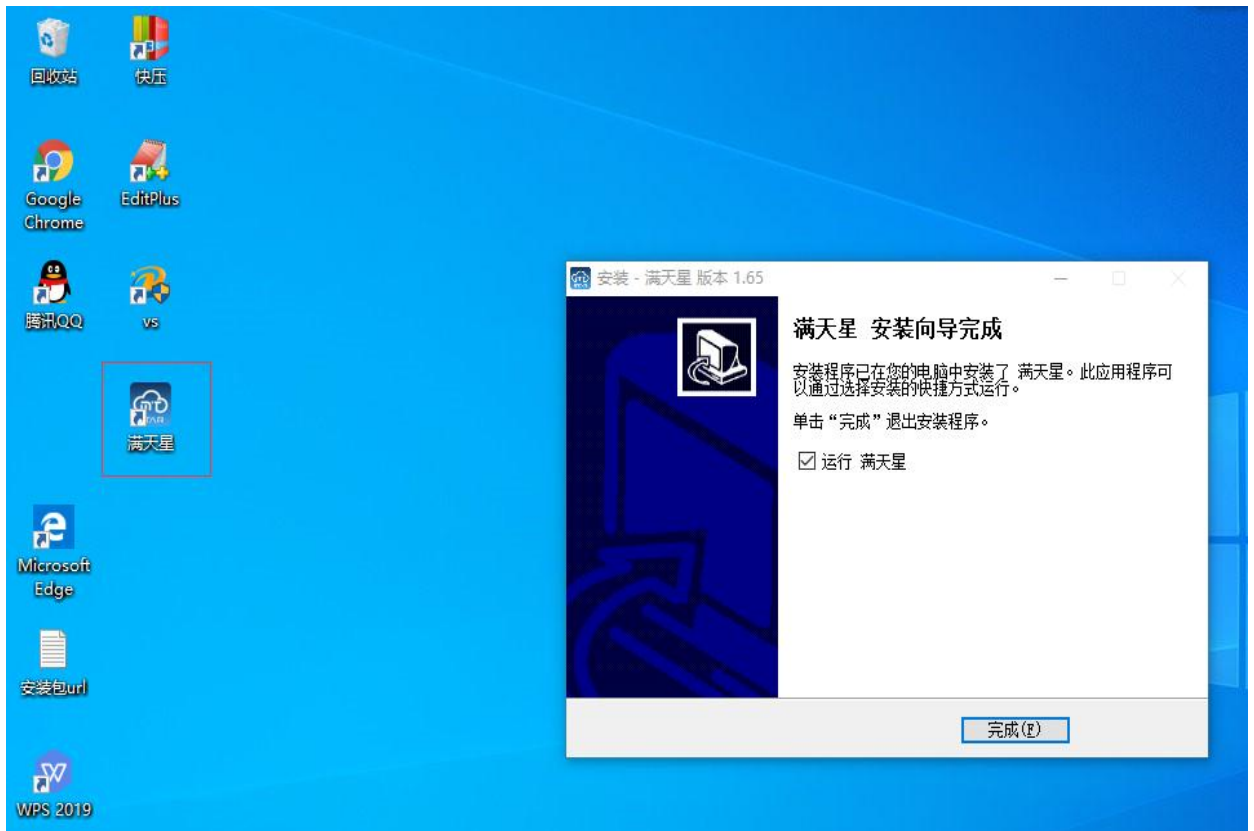 回收站
快压
Google
Chrome
EditPlus
腾讯QQ
vs
满天星
Microsoft
Edge
安装包url
WPS 2019
安装 - 满天星 版本 1.65
满天星 安装向导完成
安装程序已在您的电脑中安装了 满天星。此应用程序可
以通过选择安装的快捷方式运行。
单击“完成”退出安装程序。
运行 满天星
完成(F)